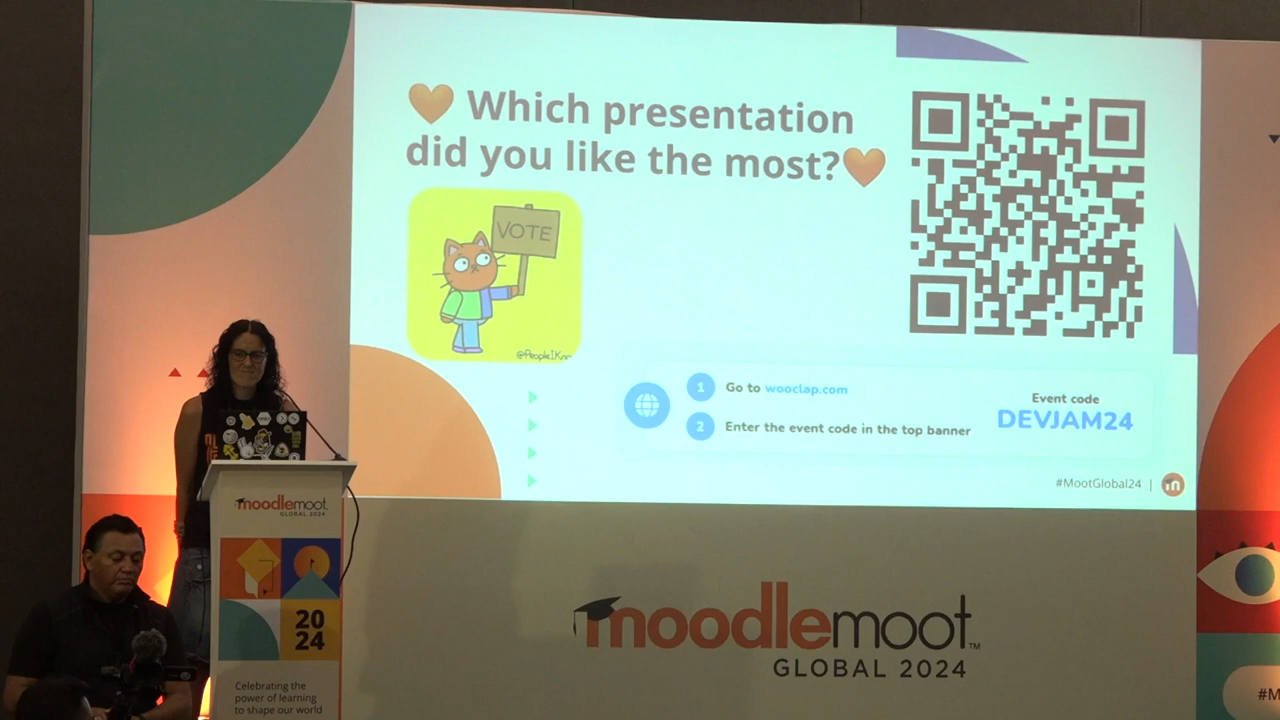 Which presentation
did you like the most?
VOTE
1 Go to wooclap.com
2 Enter the event code in the top banner
Event code
DEVJAM24
#MootGlobal24 |
moodlemoot
GLOBAL 2024
20
24
Celebrating the
power of learning
to shape our world
moodlemoot™
GLOBAL 2024